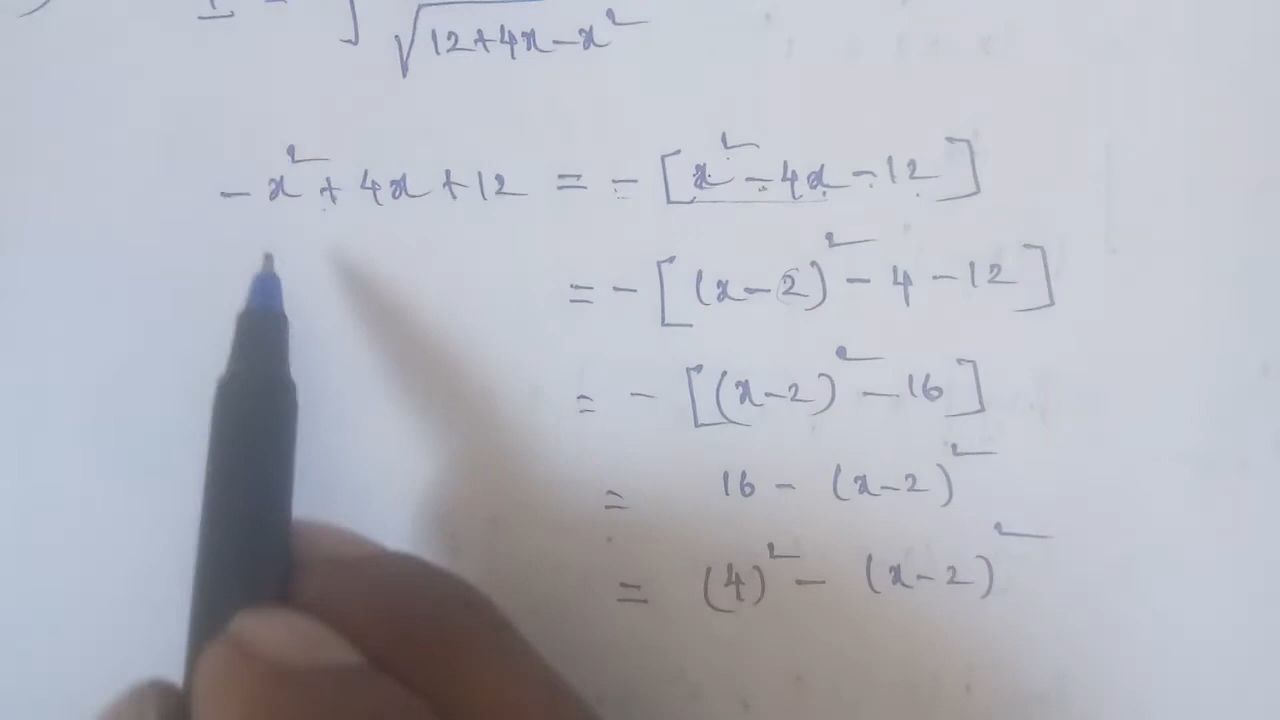 √(12+4x-x²)
-x²+4x+12 = -[x²-4x-12]
= -[(x-2)²-4-12]
= -[(x-2)²-16]
= 16-(x-2)²
= (4)²-(x-2)²